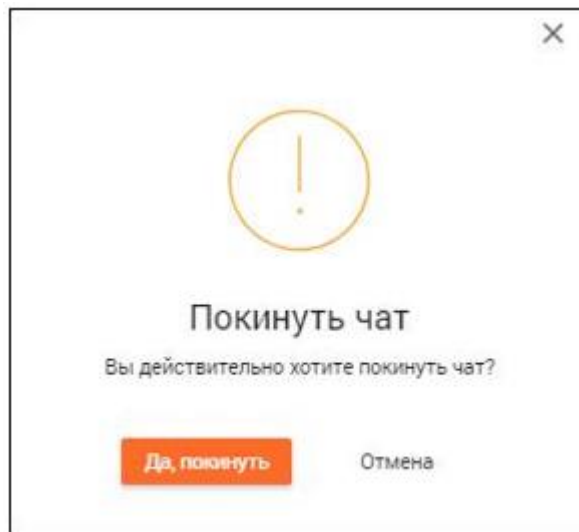 Покинуть чат
Вы действительно хотите покинуть чат?
Да, покинуть Отмена